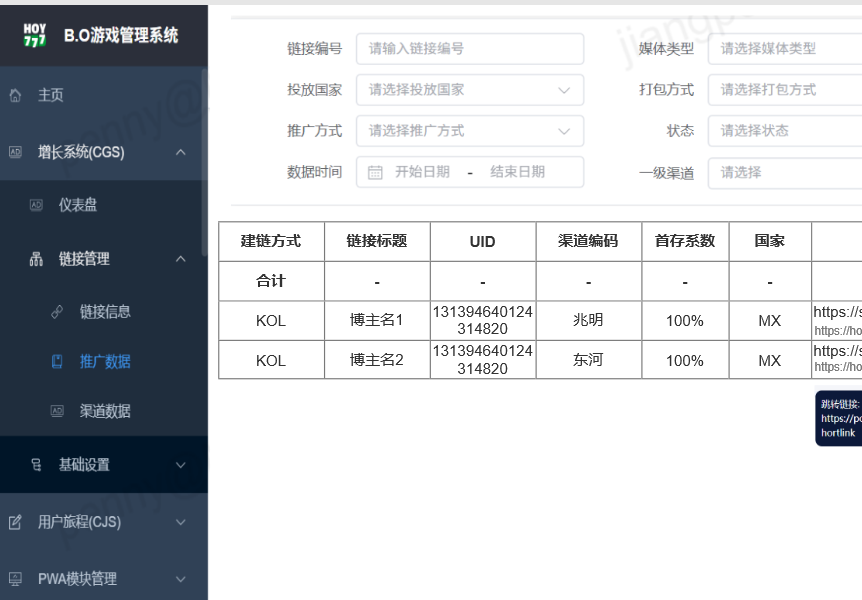 HOY
777
B.O游戏管理系统
主页
增长系统(CGS)
仪表盘
链接管理
链接信息
推广数据
渠道数据
基础设置
用户旅程(CJS)
PWA模块管理
链接编号 请输入链接编号 媒体类型 请选择媒体类型
投放国家 请选择投放国家 打包方式 请选择打包方式
推广方式 请选择推广方式 状态 请选择状态
数据时间 开始日期 - 结束日期 一级渠道 请选择
建链方式 链接标题 UID 渠道编码 首存系数 国家
合计 - - - - -
KOL 博主名1 131394640124 兆明 100% MX https://s
314820 https://ho
KOL 博主名2 131394640124 东河 100% MX https://s
314820 https://ho
跳转链接:
https://po
hortlink
penny@
penny@
jiangp